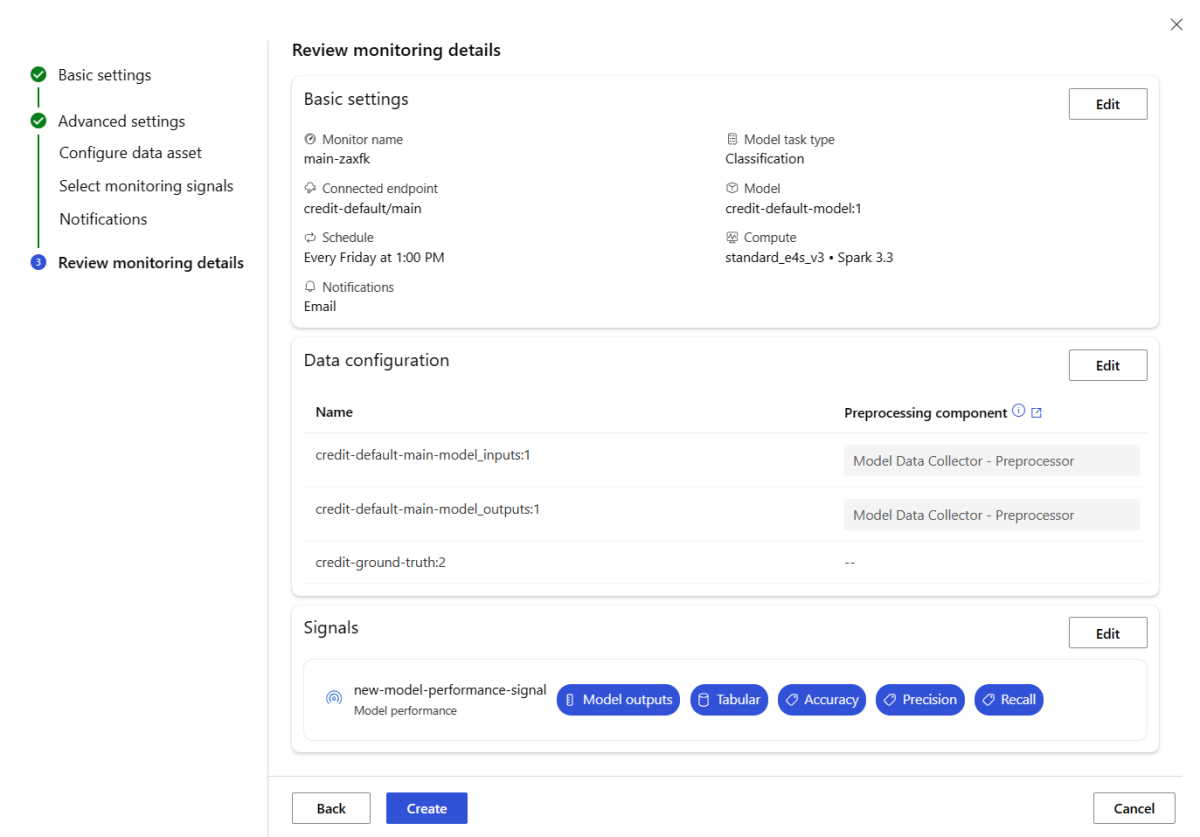 Basic settings
Advanced settings
Configure data asset
Select monitoring signals
Notifications
3 Review monitoring details
Review monitoring details
Basic settings
Edit
Monitor name
main-zaxfk
Model task type
Classification
Connected endpoint
credit-default/main
Model
credit-default-model:1
Schedule
Every Friday at 1:00 PM
Compute
standard_e4s_v3 • Spark 3.3
Notifications
Email
Data configuration
Edit
Name Preprocessing component
credit-default-main-model_inputs:1 Model Data Collector - Preprocessor
credit-default-main-model_outputs:1 Model Data Collector - Preprocessor
credit-ground-truth:2 --
Signals
Edit
new-model-performance-signal
Model performance
Model outputs Tabular Accuracy Precision Recall
Back Create Cancel